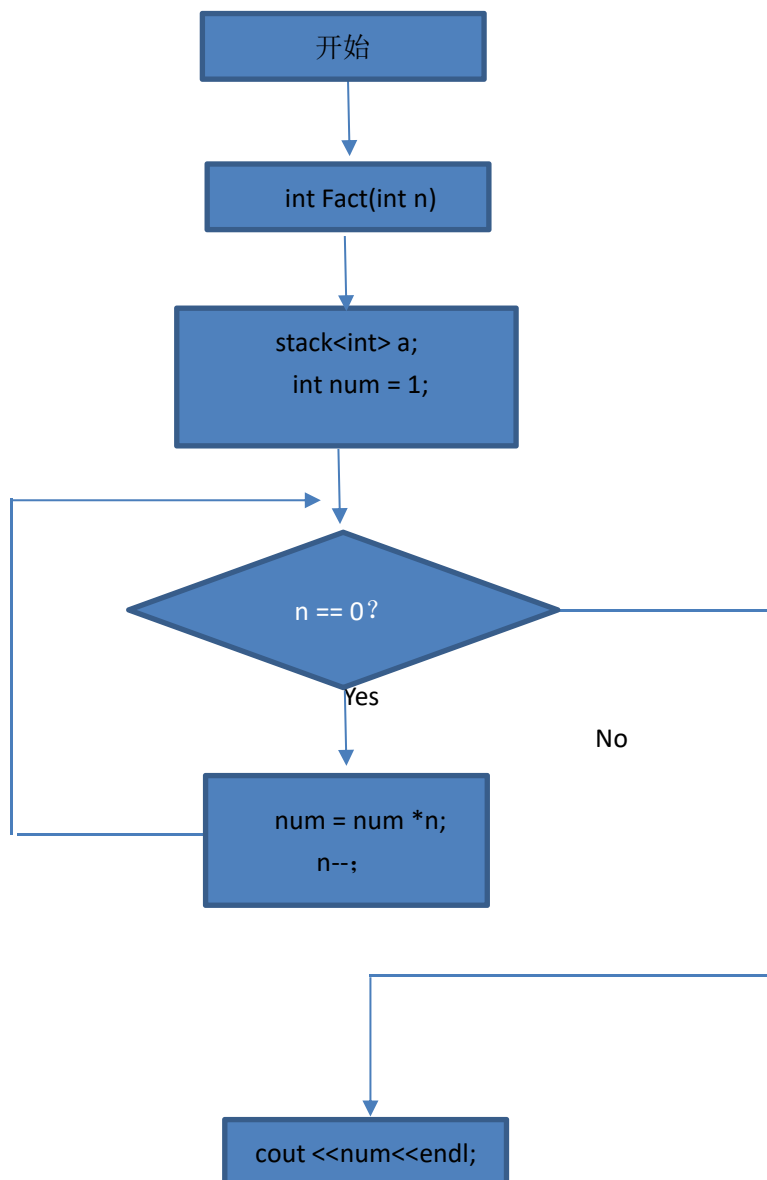 开始
int Fact(int n)
stack<int> a;
int num = 1;
n == 0？
Yes
No
num = num *n;
n--；
cout <<num<<endl;